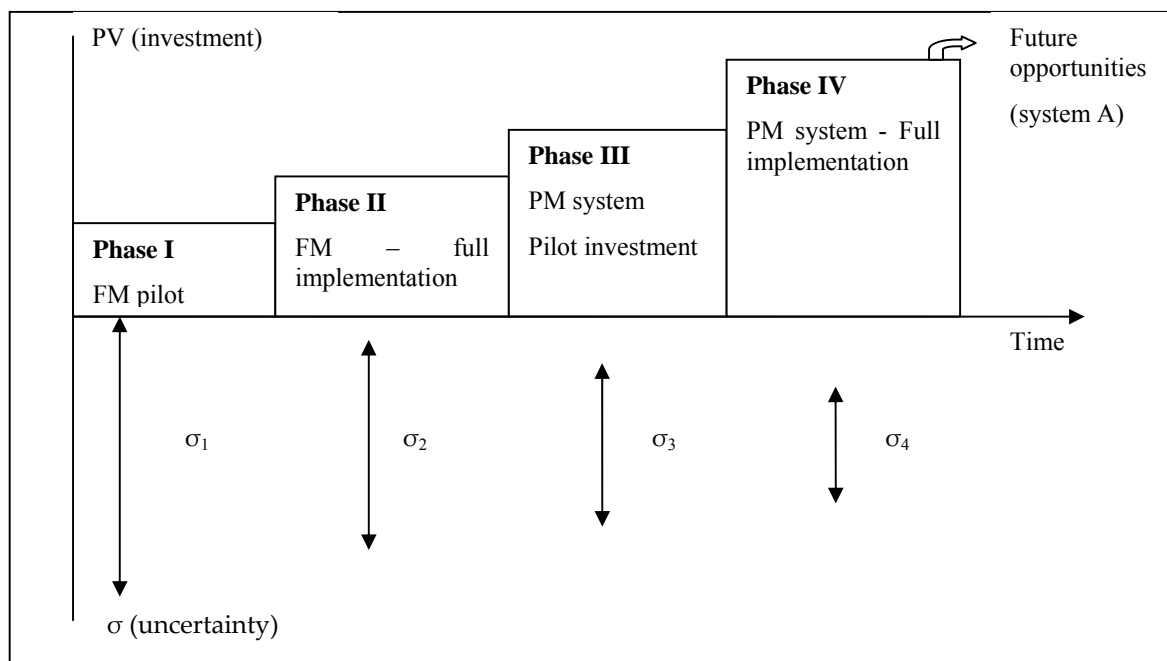 PV (investment)
Future
opportunities
(system A)
Phase IV
PM system - Full
implementation
Phase III
PM system
Pilot investment
Phase II
FM – full
implementation
Phase I
FM pilot
Time
σ1
σ2
σ3
σ4
σ (uncertainty)